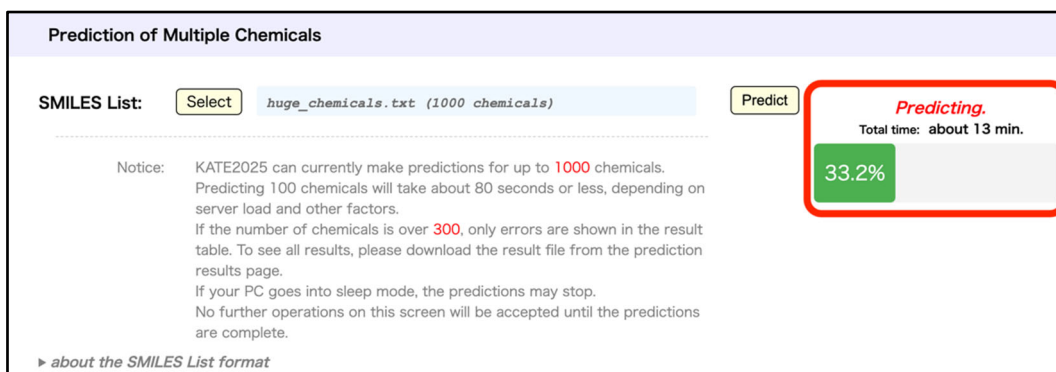 Prediction of Multiple Chemicals
SMILES List: Select huge_chemicals.txt (1000 chemicals) Predict
Predicting.
Total time: about 13 min.
33.2%
Notice: KATE2025 can currently make predictions for up to 1000 chemicals.
Predicting 100 chemicals will take about 80 seconds or less, depending on
server load and other factors.
If the number of chemicals is over 300, only errors are shown in the result
table. To see all results, please download the result file from the prediction
results page.
If your PC goes into sleep mode, the predictions may stop.
No further operations on this screen will be accepted until the predictions
are complete.
▶ about the SMILES List format